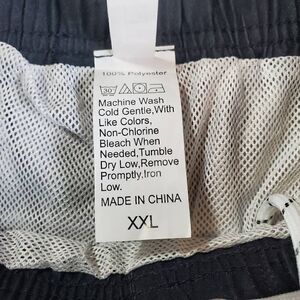 100% Polyester
30
Machine Wash
Cold Gentle,With
Like Colors,
Non-Chlorine
Bleach When
Needed,Tumble
Dry Low,Remove
Promptly,Iron
Low.
MADE IN CHINA
XXL